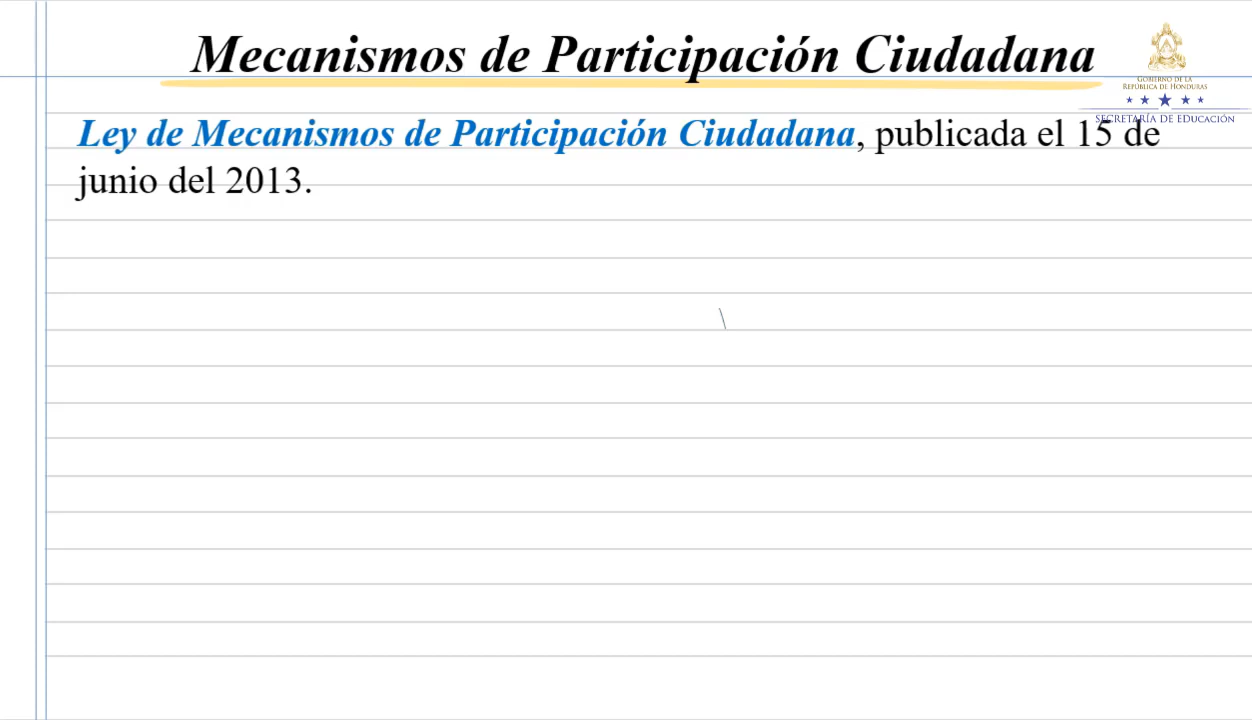 Mecanismos de Participación Ciudadana
GOBIERNO DE LA
REPÚBLICA DE HONDURAS
SECRETARÍA DE EDUCACIÓN
Ley de Mecanismos de Participación Ciudadana, publicada el 15 de
junio del 2013.